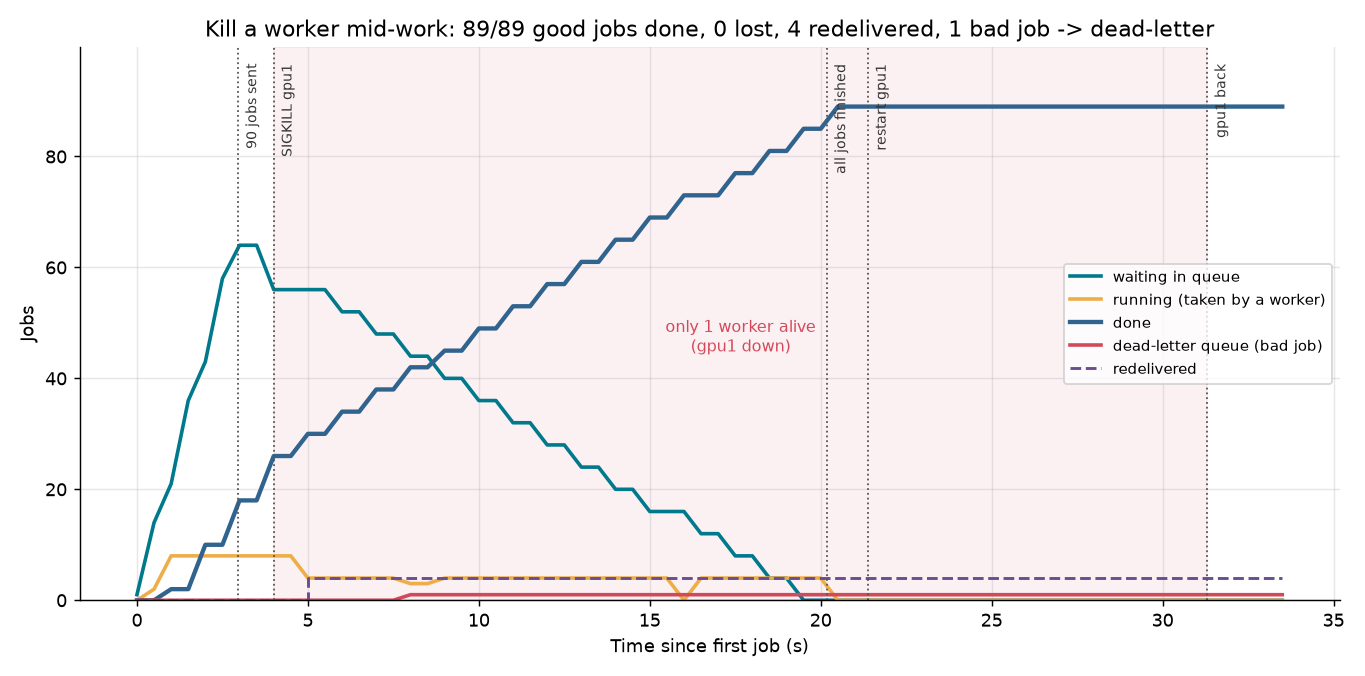 Kill a worker mid-work: 89/89 good jobs done, 0 lost, 4 redelivered, 1 bad job -> dead-letter
90 jobs sent
SIGKILL gpu1
all jobs finished
restart gpu1
gpu1 back
Jobs
80
60
40
20
0
only 1 worker alive
(gpu1 down)
waiting in queue
running (taken by a worker)
done
dead-letter queue (bad job)
redelivered
0
5
10
15
20
25
30
35
Time since first job (s)